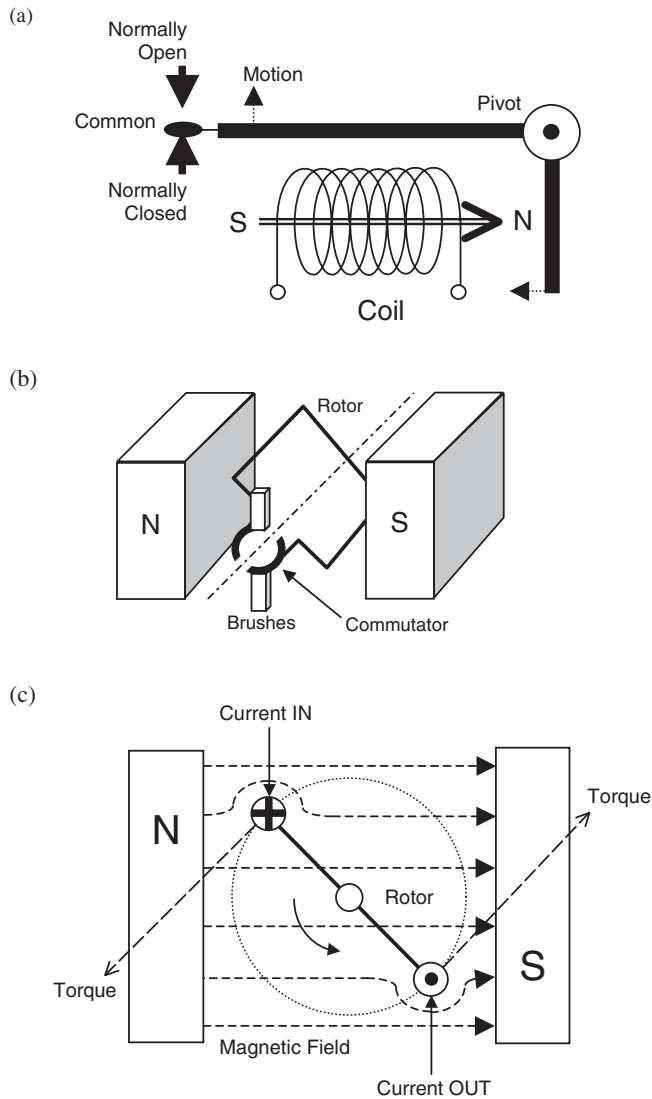 (a)
Normally
Open
Motion
Pivot
Common
Normally
Closed
S
N
Coil
(b)
Rotor
N
S
Brushes
Commutator
(c)
Current IN
N
Torque
Rotor
S
Torque
Magnetic Field
Current OUT